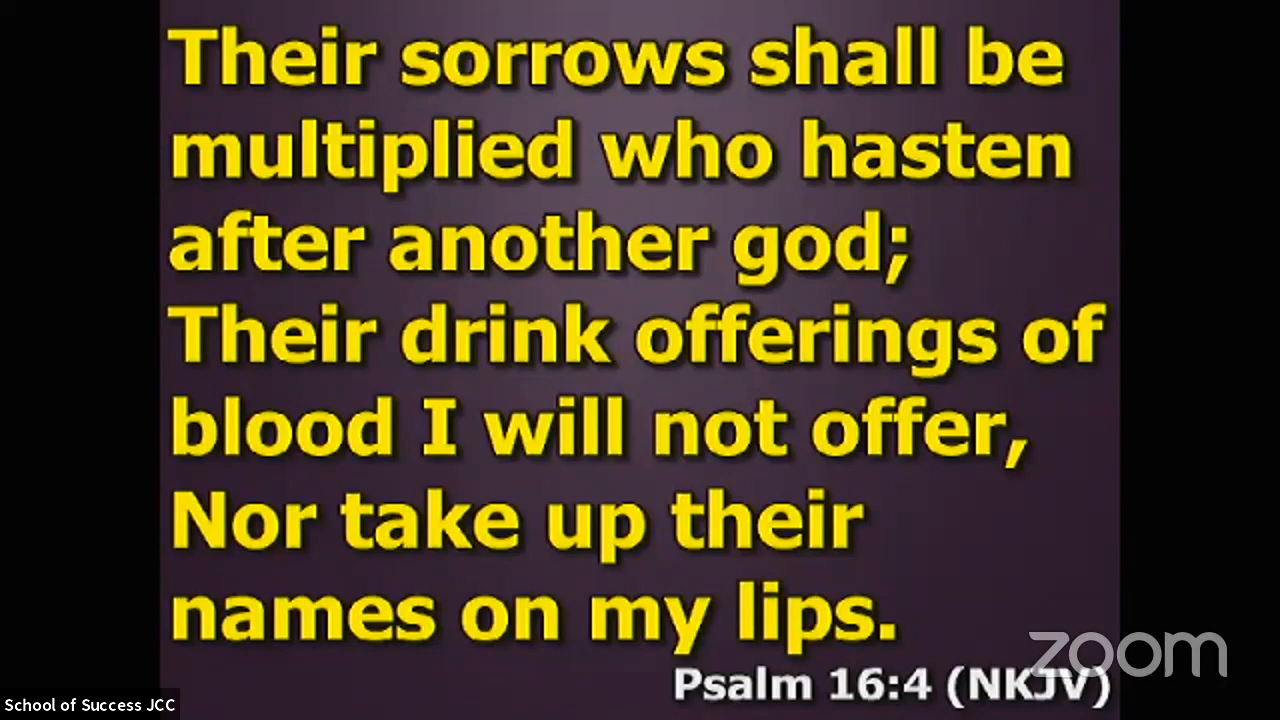 Their sorrows shall be
multiplied who hasten
after another god;
Their drink offerings of
blood I will not offer,
Nor take up their
names on my lips.
Psalm 16:4 (NKJV)
zoom
School of Success JCC